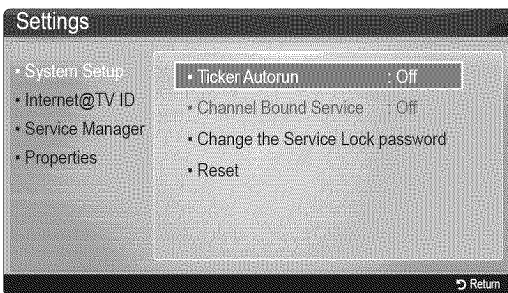 Settings
• System Setup
• Internet@TV ID
• Service Manager
• Properties
• Ticker Autorun : Off
• Channel Bound Service : Off
• Change the Service Lock password
• Reset
Return